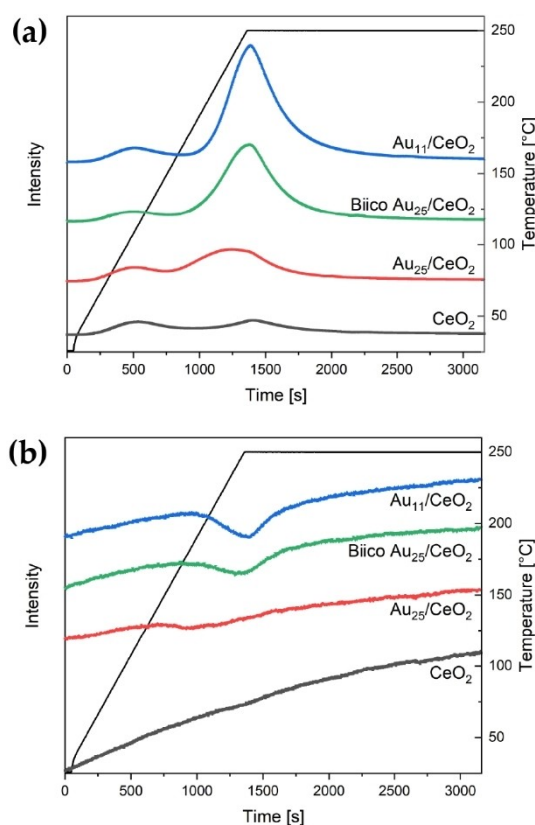 (a)
250
200
150
100
50
Intensity
Temperature [°C]
Au₁₁/CeO₂
Biico Au₂₅/CeO₂
Au₂₅/CeO₂
CeO₂
0 500 1000 1500 2000 2500 3000
Time [s]
(b)
250
200
150
100
50
Intensity
Temperature [°C]
Au₁₁/CeO₂
Biico Au₂₅/CeO₂
Au₂₅/CeO₂
CeO₂
0 500 1000 1500 2000 2500 3000
Time [s]